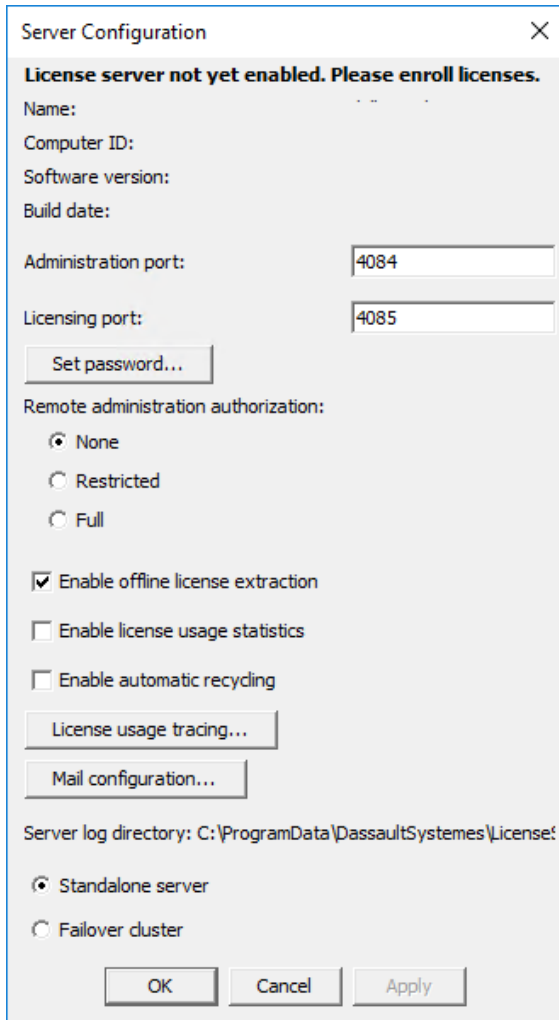 Server Configuration
License server not yet enabled. Please enroll licenses.
Name:
Computer ID:
Software version:
Build date:
Administration port: 4084
Licensing port: 4085
Set password...
Remote administration authorization:
None
Restricted
Full
Enable offline license extraction
Enable license usage statistics
Enable automatic recycling
License usage tracing...
Mail configuration...
Server log directory: C:\ProgramData\DassaultSystemes\LicenseS
Standalone server
Failover cluster
OK Cancel Apply